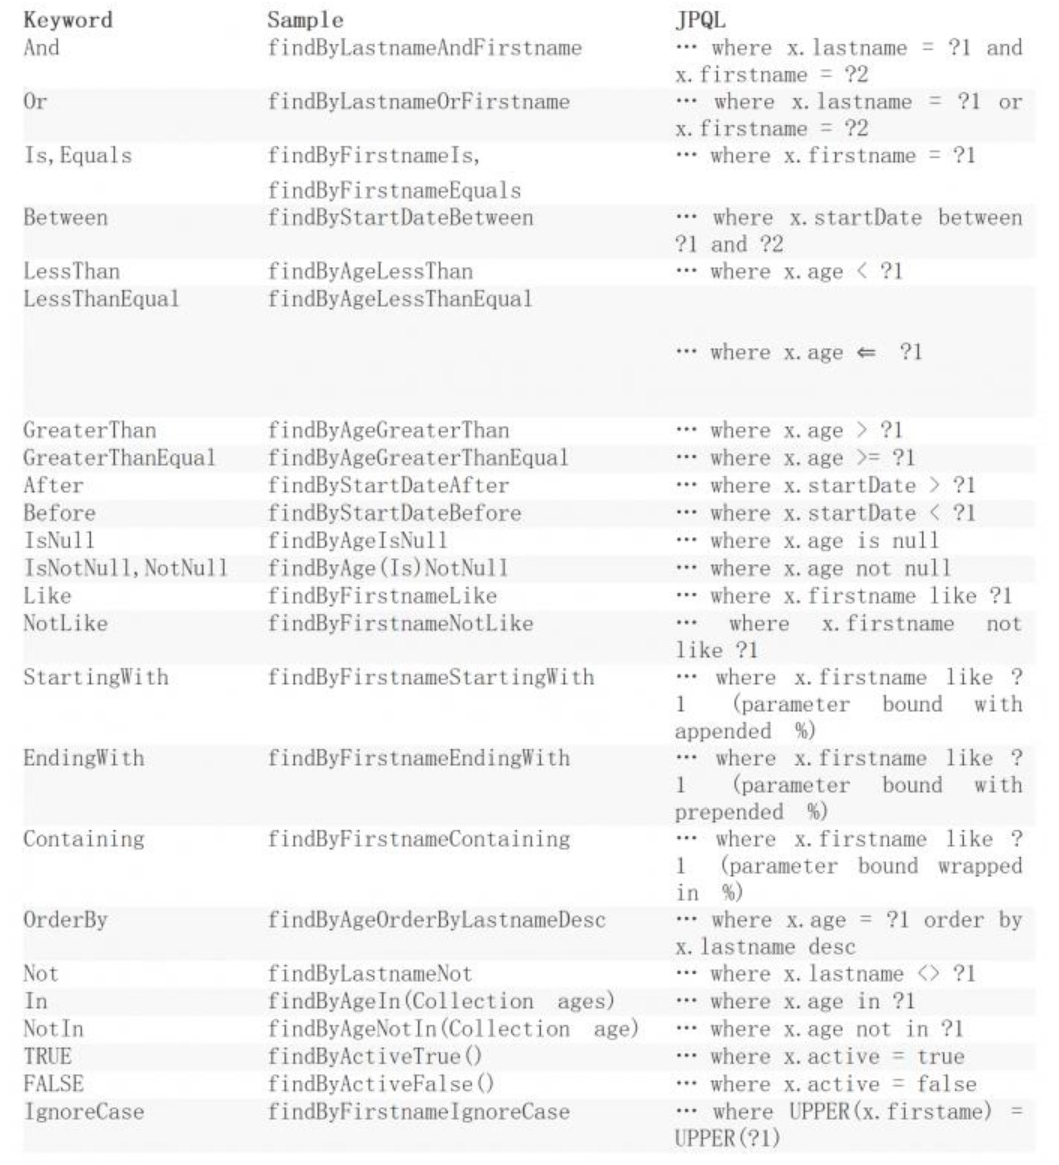 Keyword Sample JPQL
And findByLastnameAndFirstname ··· where x.lastname = ?1 and
x.firstname = ?2
Or findByLastnameOrFirstname ··· where x.lastname = ?1 or
x.firstname = ?2
Is,Equals findByFirstnameIs, ··· where x.firstname = ?1
findByFirstnameEquals
Between findByStartDateBetween ··· where x.startDate between
?1 and ?2
LessThan findByAgeLessThan ··· where x.age < ?1
LessThanEqual findByAgeLessThanEqual
··· where x.age ⇐ ?1
GreaterThan findByAgeGreaterThan ··· where x.age > ?1
GreaterThanEqual findByAgeGreaterThanEqual ··· where x.age >= ?1
After findByStartDateAfter ··· where x.startDate > ?1
Before findByStartDateBefore ··· where x.startDate < ?1
IsNull findByAgeIsNull ··· where x.age is null
IsNotNull,NotNull findByAge(Is)NotNull ··· where x.age not null
Like findByFirstnameLike ··· where x.firstname like ?1
NotLike findByFirstnameNotLike ··· where x.firstname not
like ?1
StartingWith findByFirstnameStartingWith ··· where x.firstname like ?
1 (parameter bound with
appended %)
EndingWith findByFirstnameEndingWith ··· where x.firstname like ?
1 (parameter bound with
prepended %)
Containing findByFirstnameContaining ··· where x.firstname like ?
1 (parameter bound wrapped
in %)
OrderBy findByAgeOrderByLastnameDesc ··· where x.age = ?1 order by
x.lastname desc
Not findByLastnameNot ··· where x.lastname <> ?1
In findByAgeIn(Collection ages) ··· where x.age in ?1
NotIn findByAgeNotIn(Collection age) ··· where x.age not in ?1
TRUE findByActiveTrue() ··· where x.active = true
FALSE findByActiveFalse() ··· where x.active = false
IgnoreCase findByFirstnameIgnoreCase ··· where UPPER(x.firstame) =
UPPER(?1)